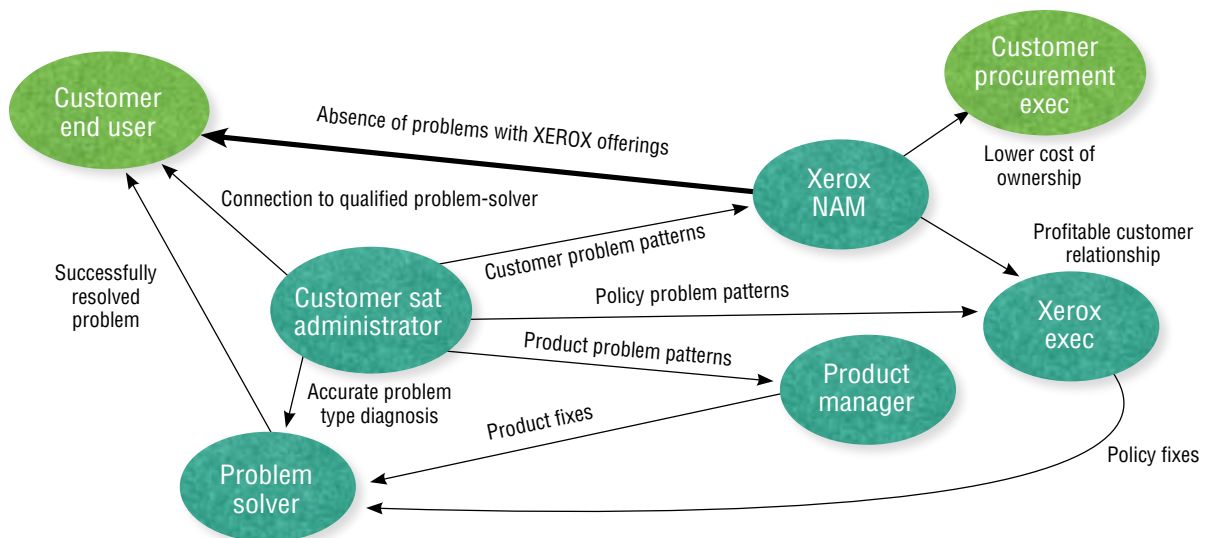 Customer
procurement
exec
Customer
end user
Absence of problems with XEROX offerings
Lower cost of
ownership
Xerox
NAM
Connection to qualified problem-solver
Customer problem patterns
Profitable customer
relationship
Successfully
resolved
problem
Customer sat
administrator
Policy problem patterns
Xerox
exec
Product problem patterns
Product
manager
Accurate problem
type diagnosis
Product fixes
Policy fixes
Problem
solver